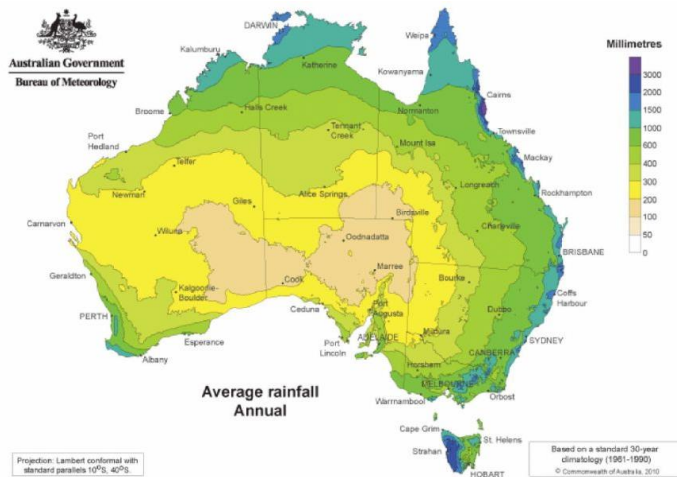 Australian Government
Bureau of Meteorology
DARWIN
Kalumburu
Katherine
Weipa
Kowanyama
Cairns
Normanton
Townsville
Broome
Halls Creek
Tennant
Creek
Mount Isa
Mackay
Port
Hedland
Telfer
Newman
Giles
Alice Springs
Longreach
Rockhampton
Birdsville
Charleville
Carnarvon
Wiluna
Oodnadatta
BRISBANE
Geraldton
Kalgoorlie-
Boulder
Cook
Marree
Bourke
Coffs
Harbour
PERTH
Esperance
Albany
Ceduna
Port
Augusta
Port
Lincoln
ADELAIDE
Mildura
Dubbo
SYDNEY
CANBERRA
Horsham
MELBOURNE
Warrnambool
Orbost
Cape Grim
Strahan
St. Helens
HOBART
Millimetres
3000
2000
1500
1000
600
400
300
200
100
50
0
Average rainfall
Annual
Projection: Lambert conformal with
standard parallels 10°S, 40°S.
Based on a standard 30-year
climatology (1961-1990)
© Commonwealth of Australia, 2010